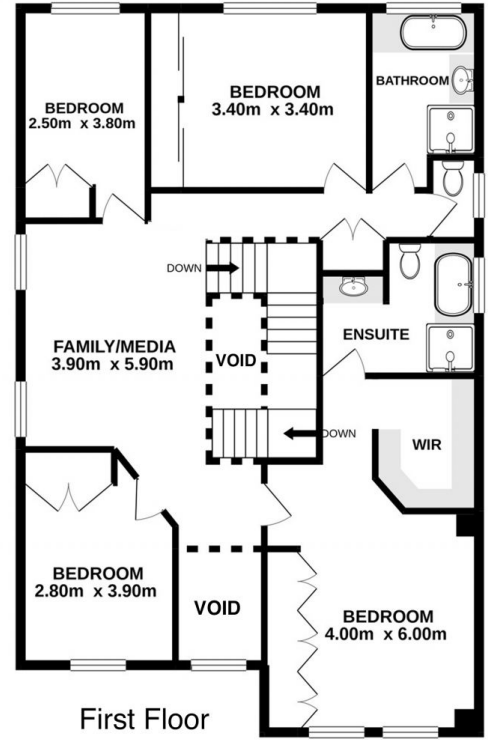 BATHROOM
BEDROOM
3.40m x 3.40m
BEDROOM
2.50m x 3.80m
DOWN
ENSUITE
FAMILY/MEDIA
3.90m x 5.90m
VOID
DOWN
WIR
BEDROOM
2.80m x 3.90m
VOID
BEDROOM
4.00m x 6.00m
First Floor